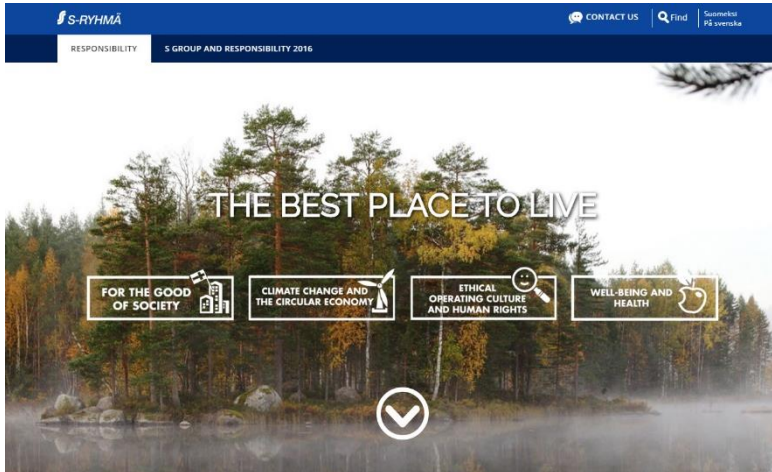 S-RYHMÄ
CONTACT US
Find
Suomeksi
På svenska
RESPONSIBILITY
S GROUP AND RESPONSIBILITY 2016
THE BEST PLACE TO LIVE
FOR THE GOOD
OF SOCIETY
CLIMATE CHANGE AND
THE CIRCULAR ECONOMY
ETHICAL
OPERATING CULTURE
AND HUMAN RIGHTS
WELL-BEING AND
HEALTH